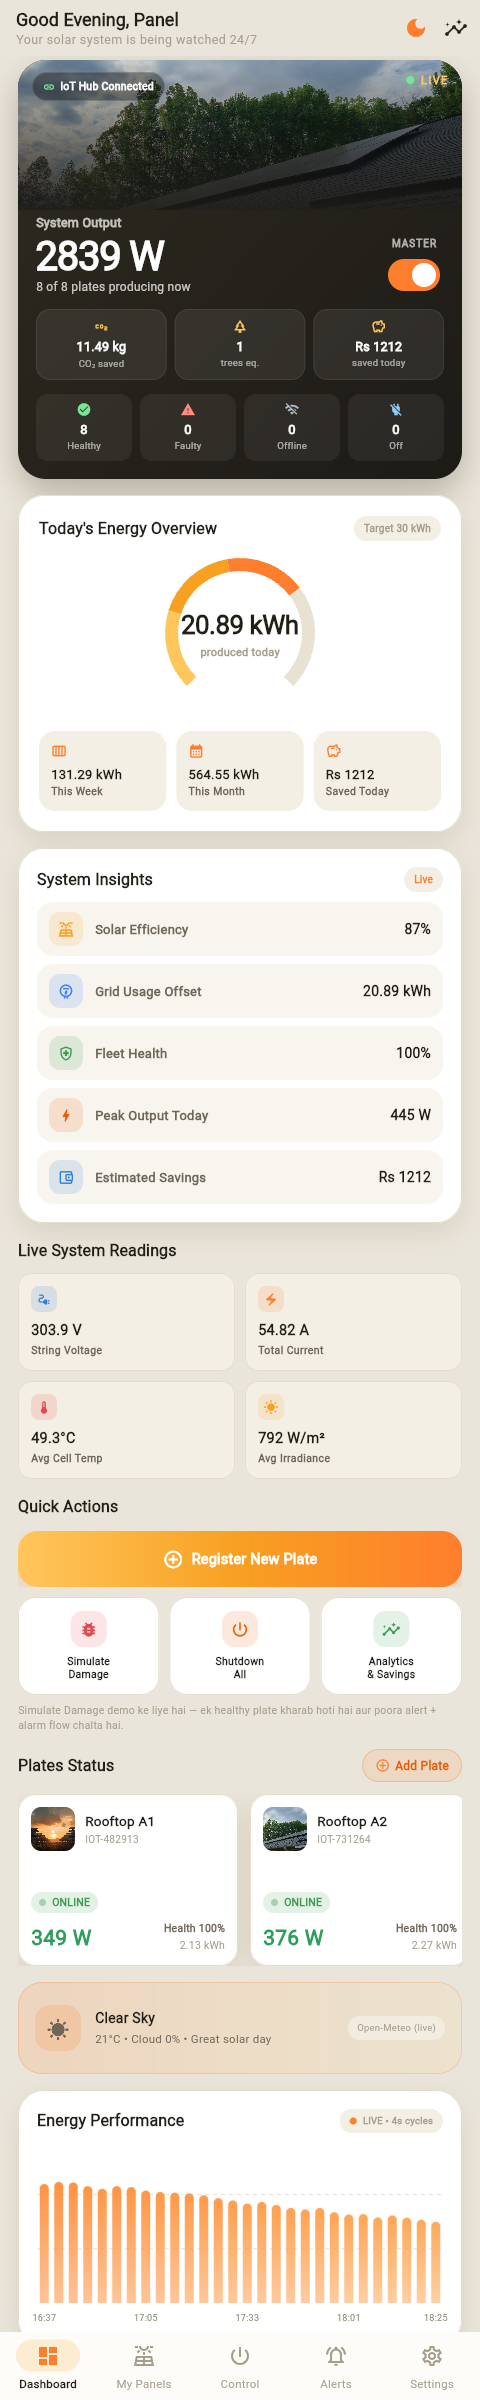 Good Evening, Panel
Your solar system is being watched 24/7
IoT Hub Connected
LIVE
System Output
2839 W
8 of 8 plates producing now
MASTER
CO₂
11.49 kg
CO₂ saved
1
trees eq.
Rs 1212
saved today
8
Healthy
0
Faulty
0
Offline
0
Off
Today's Energy Overview
Target 30 kWh
20.89 kWh
produced today
131.29 kWh
This Week
564.55 kWh
This Month
Rs 1212
Saved Today
System Insights
Live
Solar Efficiency
87%
Grid Usage Offset
20.89 kWh
Fleet Health
100%
Peak Output Today
445 W
Estimated Savings
Rs 1212
Live System Readings
303.9 V
String Voltage
54.82 A
Total Current
49.3°C
Avg Cell Temp
792 W/m²
Avg Irradiance
Quick Actions
Register New Plate
Simulate
Damage
Shutdown
All
Analytics
& Savings
Simulate Damage demo ke liye hai — ek healthy plate kharab hoti hai aur poora alert +
alarm flow chalta hai.
Plates Status
Add Plate
Rooftop A1
IOT-482913
ONLINE
349 W
Health 100%
2.13 kWh
Rooftop A2
IOT-731264
ONLINE
376 W
Health 100%
2.27 kWh
Clear Sky
21°C • Cloud 0% • Great solar day
Open-Meteo (live)
Energy Performance
LIVE • 4s cycles
16:37
17:05
17:33
18:01
18:25
Dashboard
My Panels
Control
Alerts
Settings